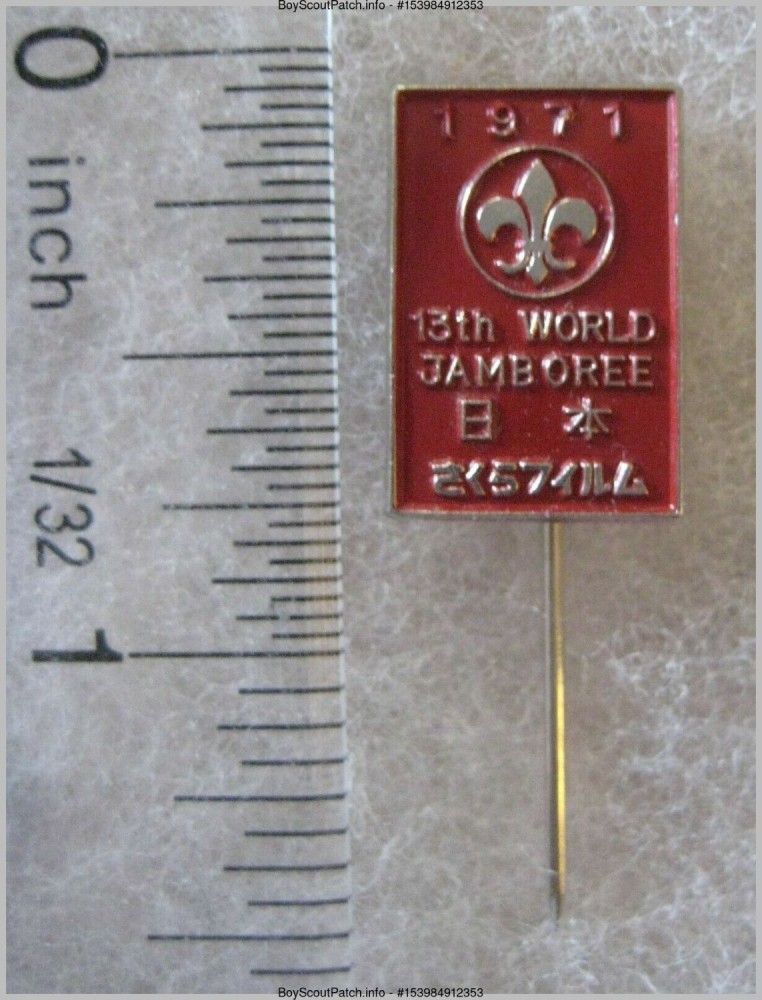 BoyScoutPatch.info - #153984912353
0
inch
1/32
1
1971
13th WORLD
JAMBOREE
日 本
さくらフイルム
BoyScoutPatch.info - #153984912353